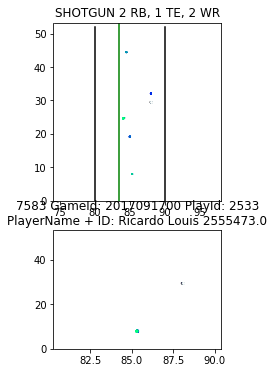 SHOTGUN 2 RB, 1 TE, 2 WR
50
40
30
20
10
0
75 80 85 90 95
7583 GameId: 2017091700 PlayId: 2533
PlayerName + ID: Ricardo Louis 2555473.0
40
20
0
82.5 85.0 87.5 90.0